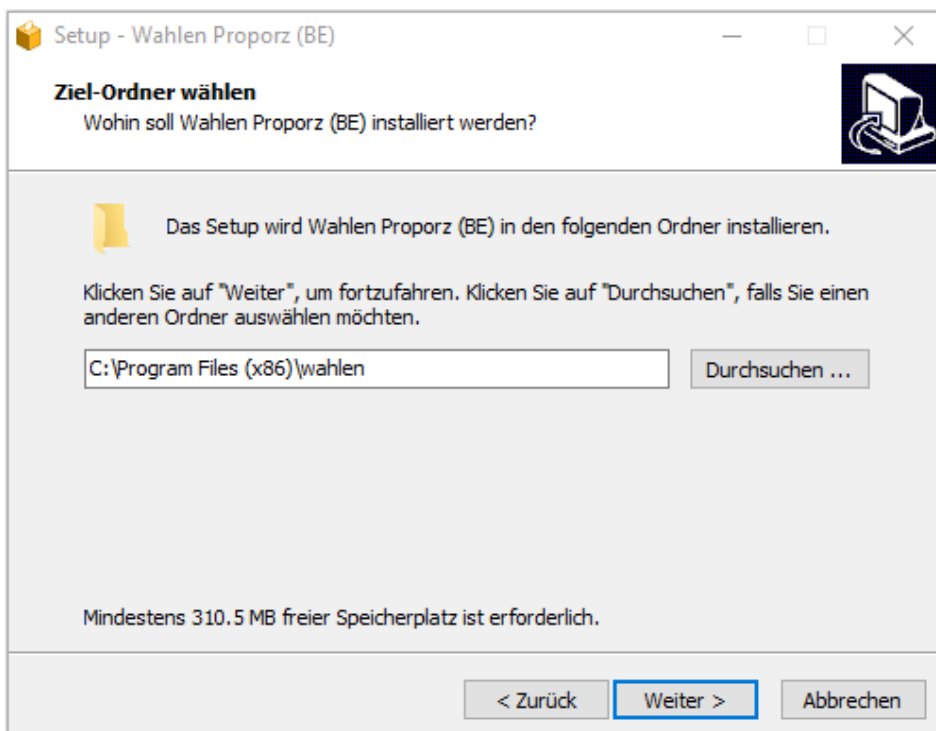 Setup - Wahlen Proporz (BE)
Ziel-Ordner wählen
Wohin soll Wahlen Proporz (BE) installiert werden?
Das Setup wird Wahlen Proporz (BE) in den folgenden Ordner installieren.
Klicken Sie auf "Weiter", um fortzufahren. Klicken Sie auf "Durchsuchen", falls Sie einen
anderen Ordner auswählen möchten.
C:\Program Files (x86)\wahlen
Durchsuchen ...
Mindestens 310.5 MB freier Speicherplatz ist erforderlich.
< Zurück
Weiter >
Abbrechen